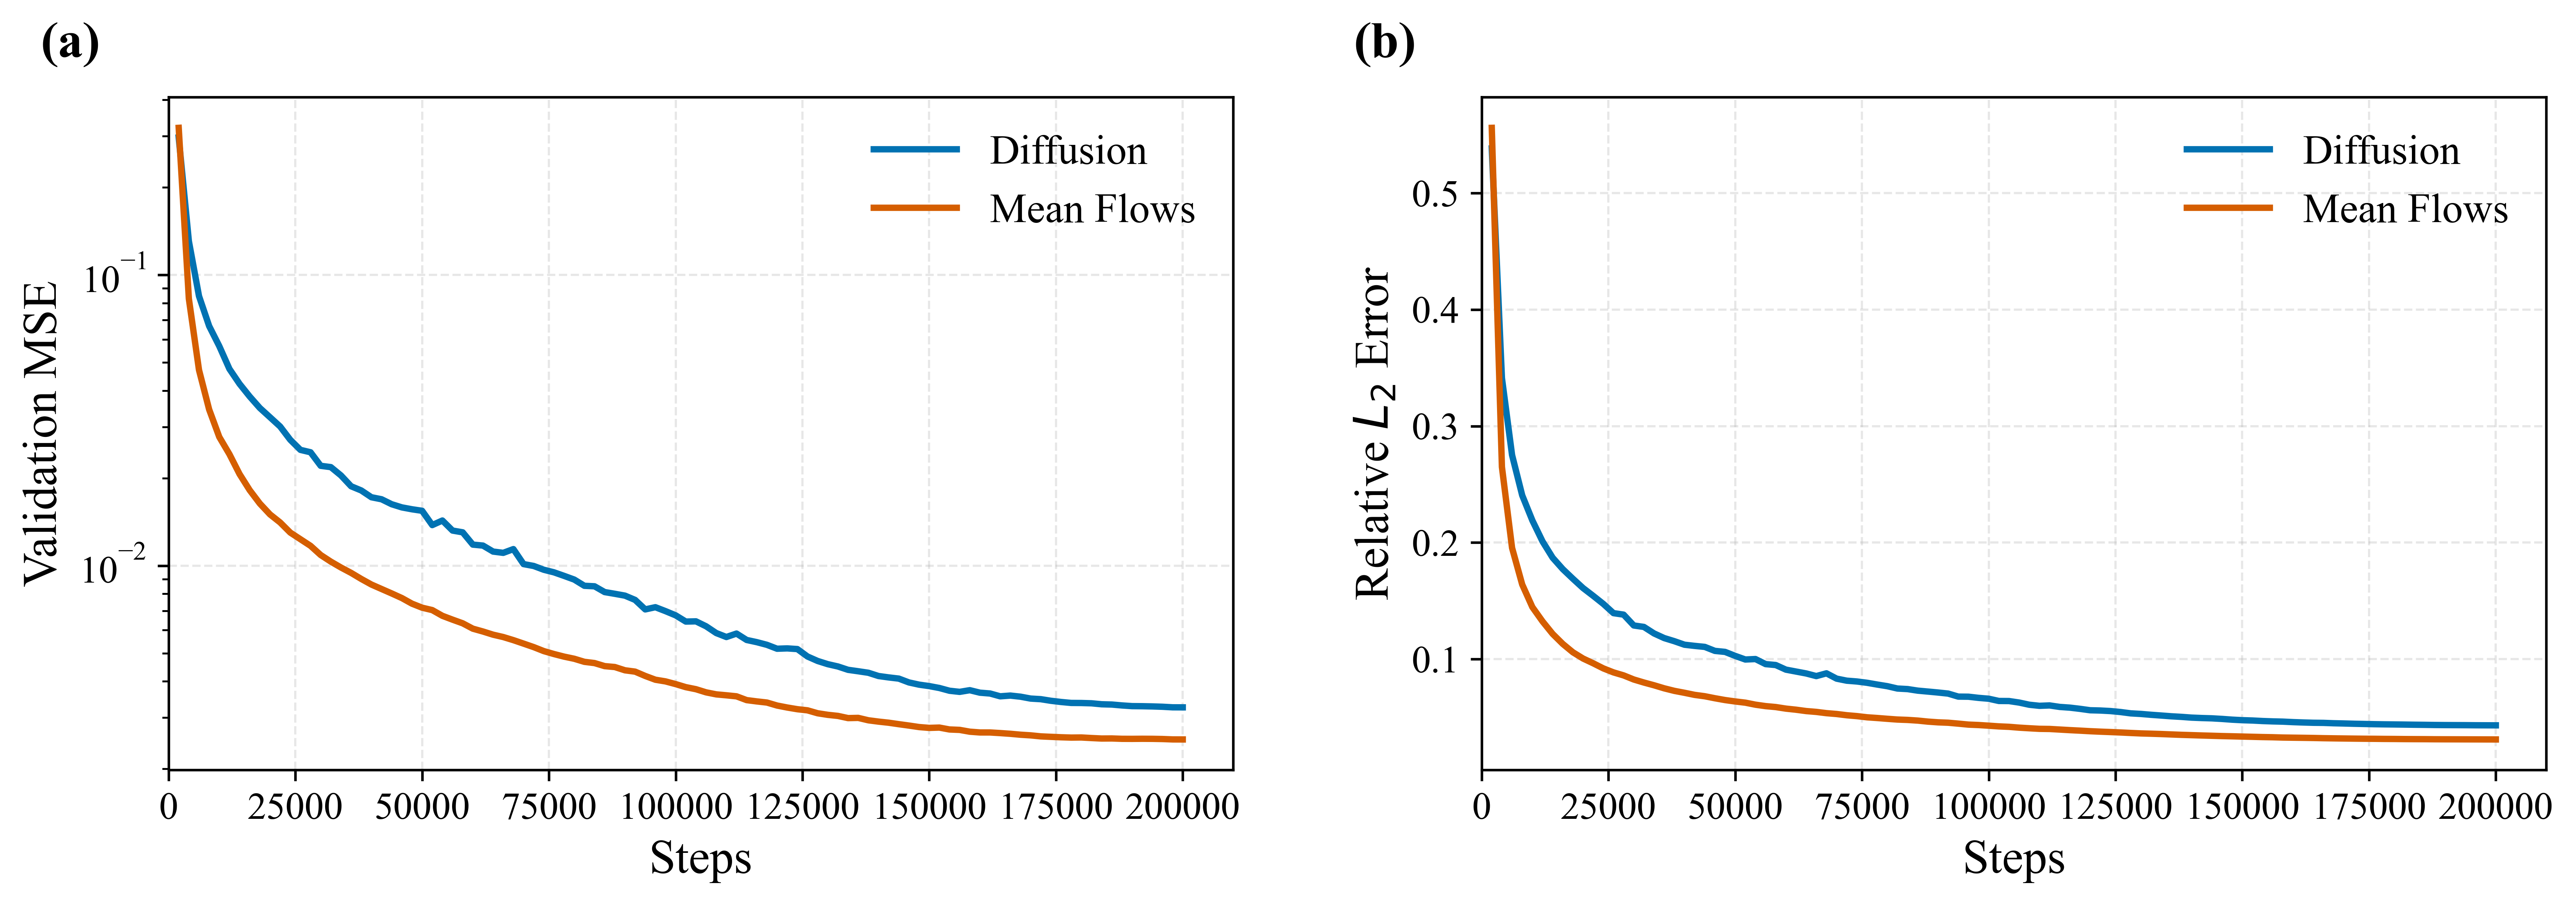 (a)
Validation MSE
10⁻¹
10⁻²
Diffusion
Mean Flows
0 25000 50000 75000 100000 125000 150000 175000 200000
Steps
(b)
Relative L₂ Error
0.5
0.4
0.3
0.2
0.1
Diffusion
Mean Flows
0 25000 50000 75000 100000 125000 150000 175000 200000
Steps